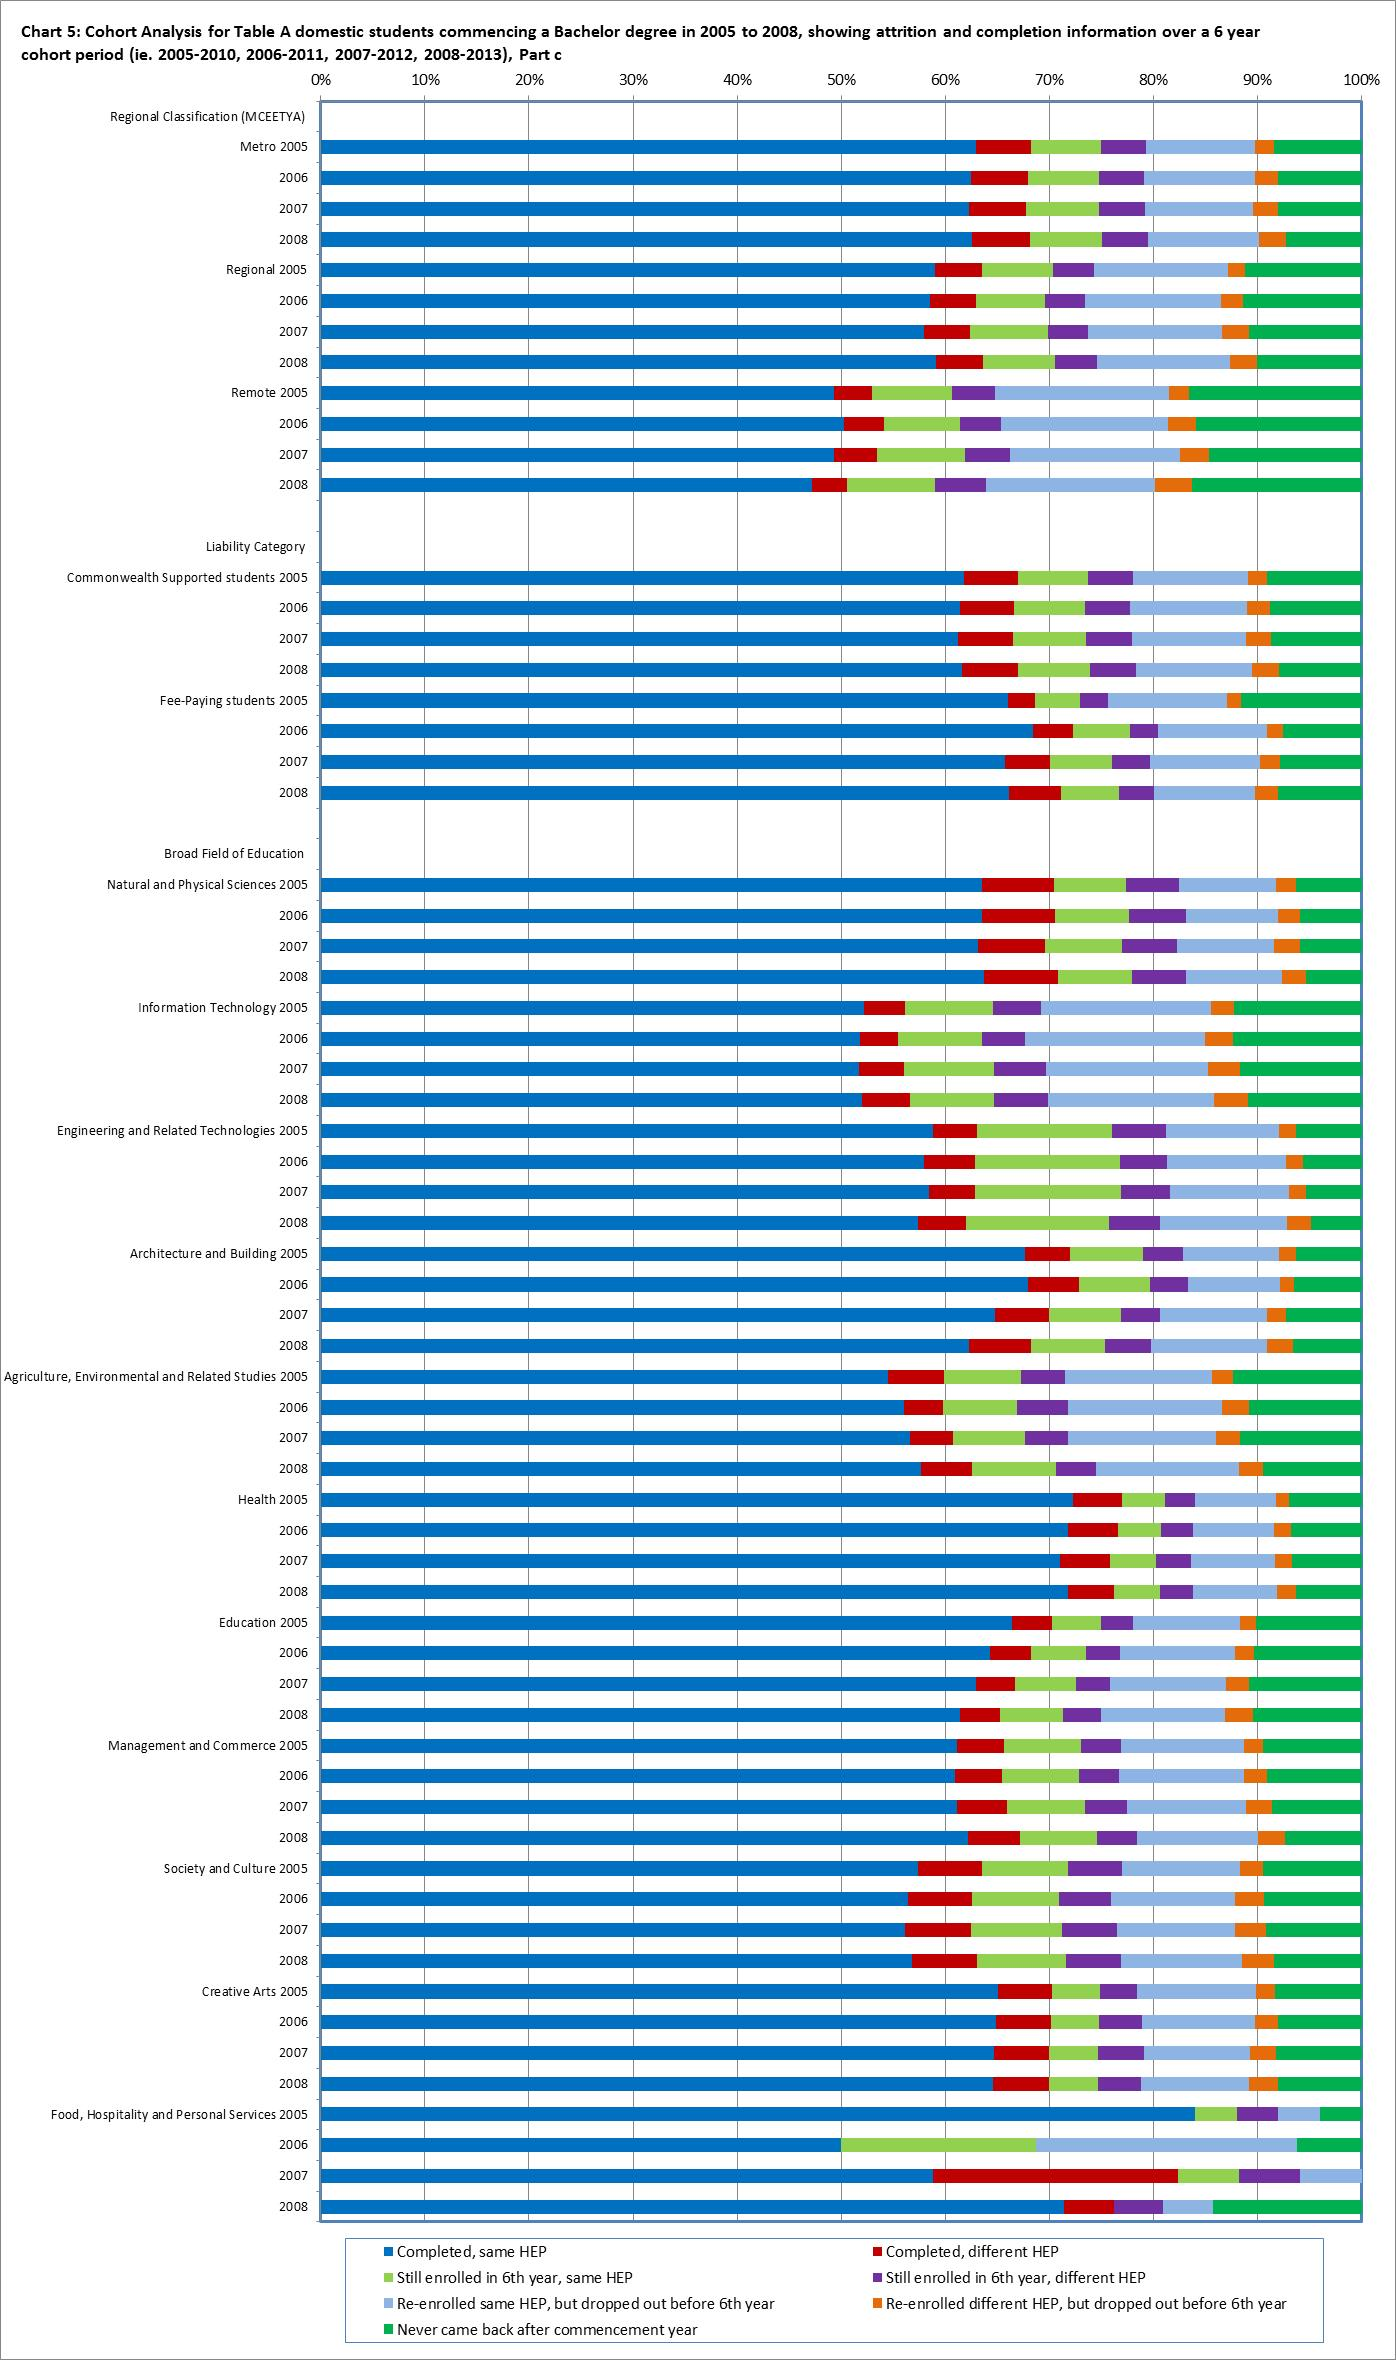 Chart 5: Cohort Analysis for Table A domestic students commencing a Bachelor degree in 2005 to 2008, showing attrition and completion information over a 6 year
cohort period (ie. 2005-2010, 2006-2011, 2007-2012, 2008-2013), Part c
0% 10% 20% 30% 40% 50% 60% 70% 80% 90% 100%
Regional Classification (MCEETYA)
Metro 2005
2006
2007
2008
Regional 2005
2006
2007
2008
Remote 2005
2006
2007
2008
Liability Category
Commonwealth Supported students 2005
2006
2007
2008
Fee-Paying students 2005
2006
2007
2008
Broad Field of Education
Natural and Physical Sciences 2005
2006
2007
2008
Information Technology 2005
2006
2007
2008
Engineering and Related Technologies 2005
2006
2007
2008
Architecture and Building 2005
2006
2007
2008
Agriculture, Environmental and Related Studies 2005
2006
2007
2008
Health 2005
2006
2007
2008
Education 2005
2006
2007
2008
Management and Commerce 2005
2006
2007
2008
Society and Culture 2005
2006
2007
2008
Creative Arts 2005
2006
2007
2008
Food, Hospitality and Personal Services 2005
2006
2007
2008
Completed, same HEP
Completed, different HEP
Still enrolled in 6th year, same HEP
Still enrolled in 6th year, different HEP
Re-enrolled same HEP, but dropped out before 6th year
Re-enrolled different HEP, but dropped out before 6th year
Never came back after commencement year